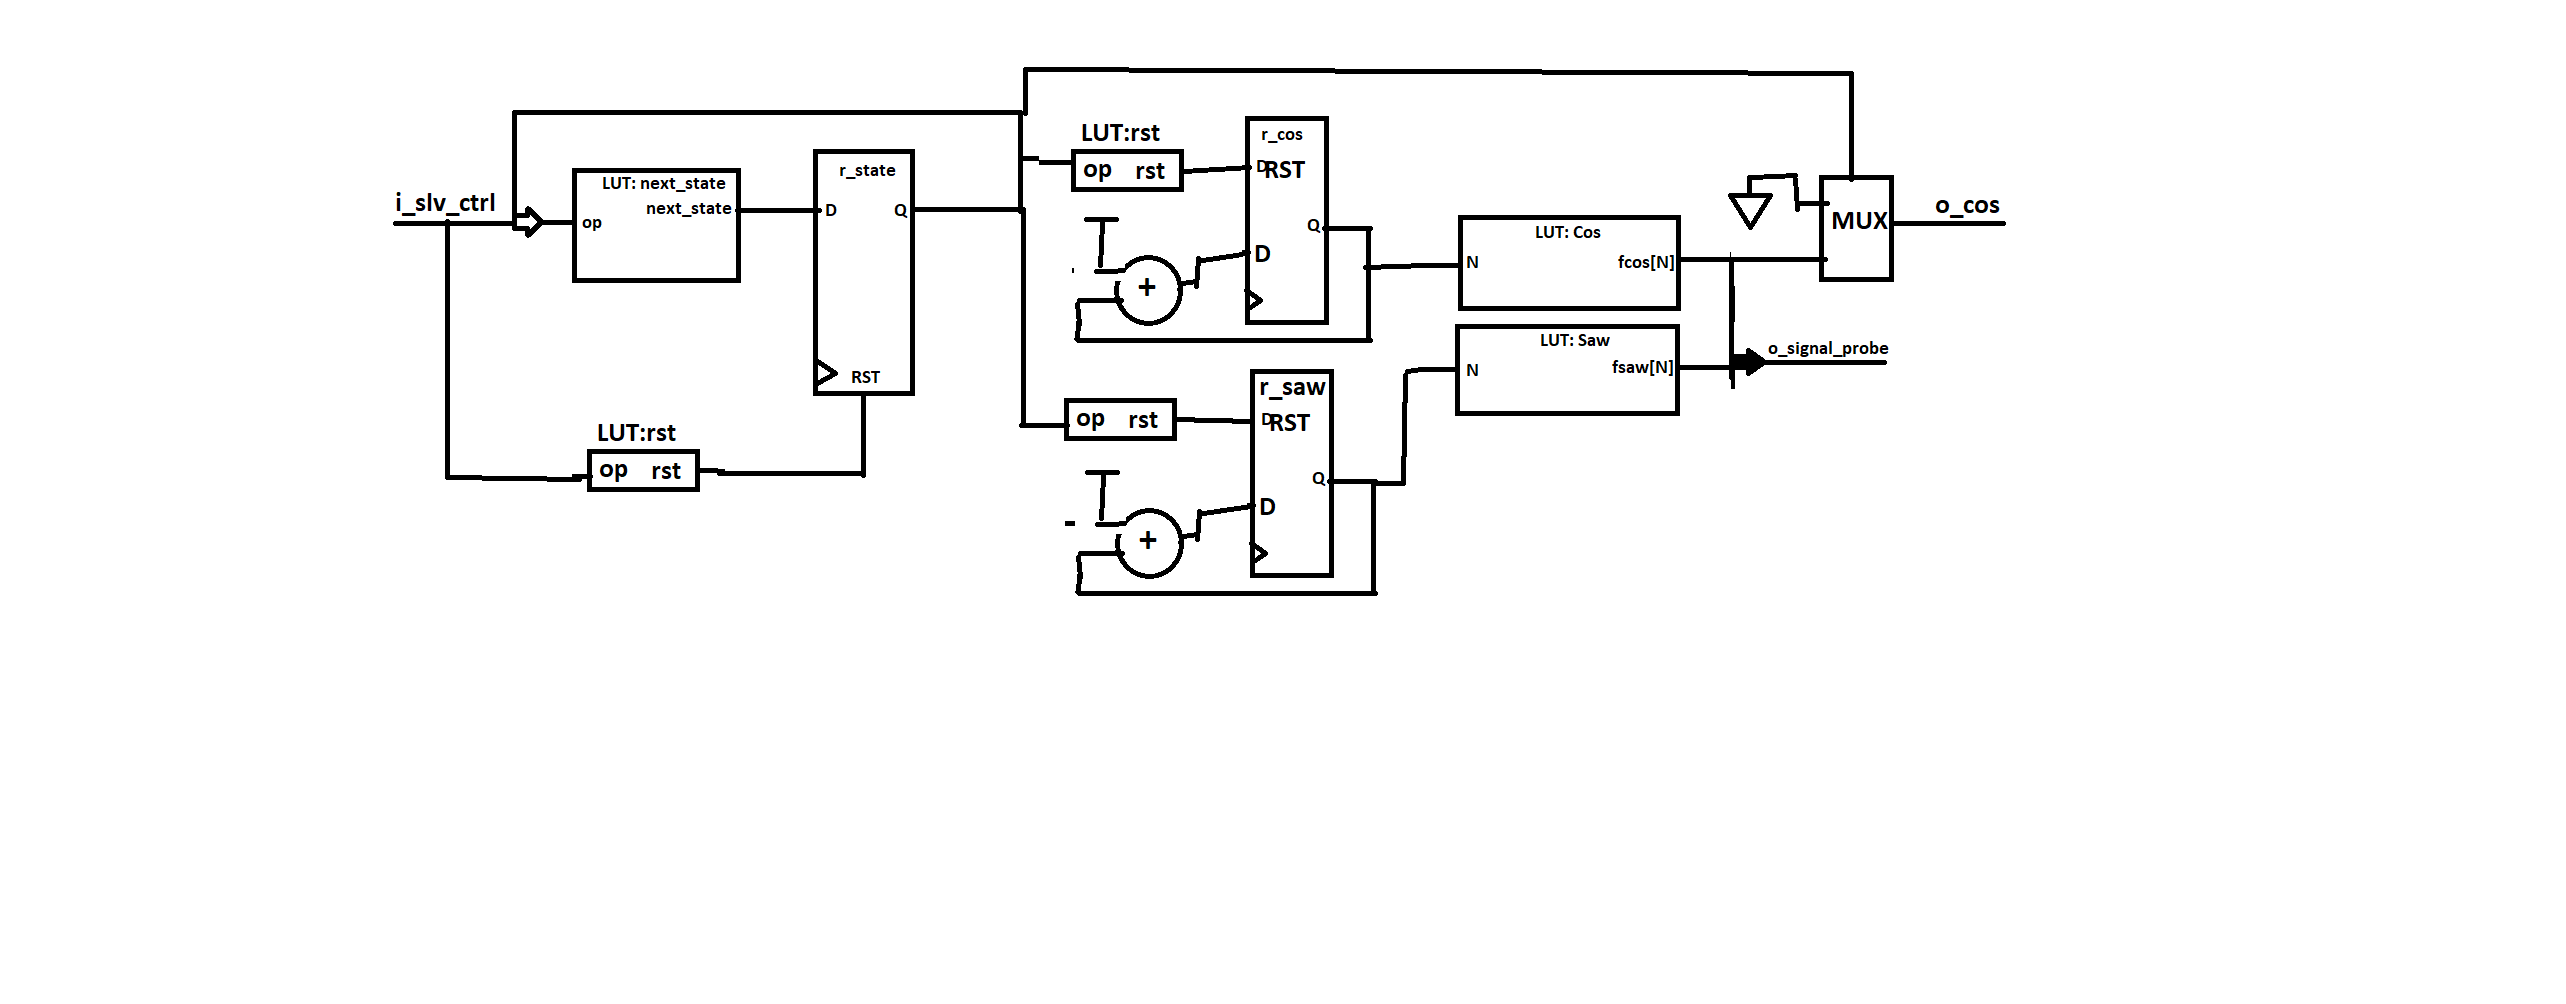 i_slv_ctrl
LUT: next_state
next_state
op
r_state
D
Q
RST
LUT:rst
op rst
LUT:rst
op rst
r_cos
D
RST
Q
+
D
LUT: Cos
N
fcos[N]
MUX
o_cos
LUT: Saw
N
fsaw[N]
o_signal_probe
op rst
r_saw
D
RST
Q
-
+
D